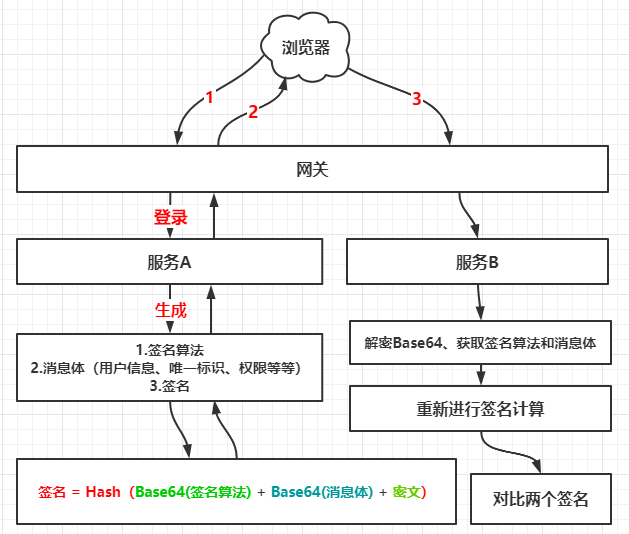 浏览器
1
2
3
网关
登录
服务A
服务B
生成
1.签名算法
2.消息体（用户信息、唯一标识、权限等等）
3.签名
解密Base64、获取签名算法和消息体
重新进行签名计算
签名 = Hash（Base64(签名算法) + Base64(消息体) + 密文）
对比两个签名